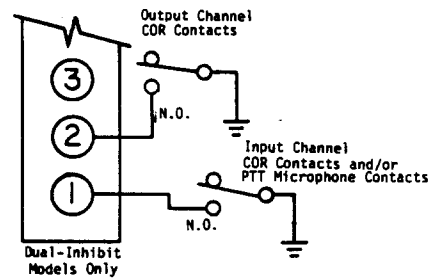 Output Channel
COR Contacts
3
N.O.
2
Input Channel
COR Contacts and/or
PTT Microphone Contacts
1
N.O.
Dual-Inhibit
Models Only